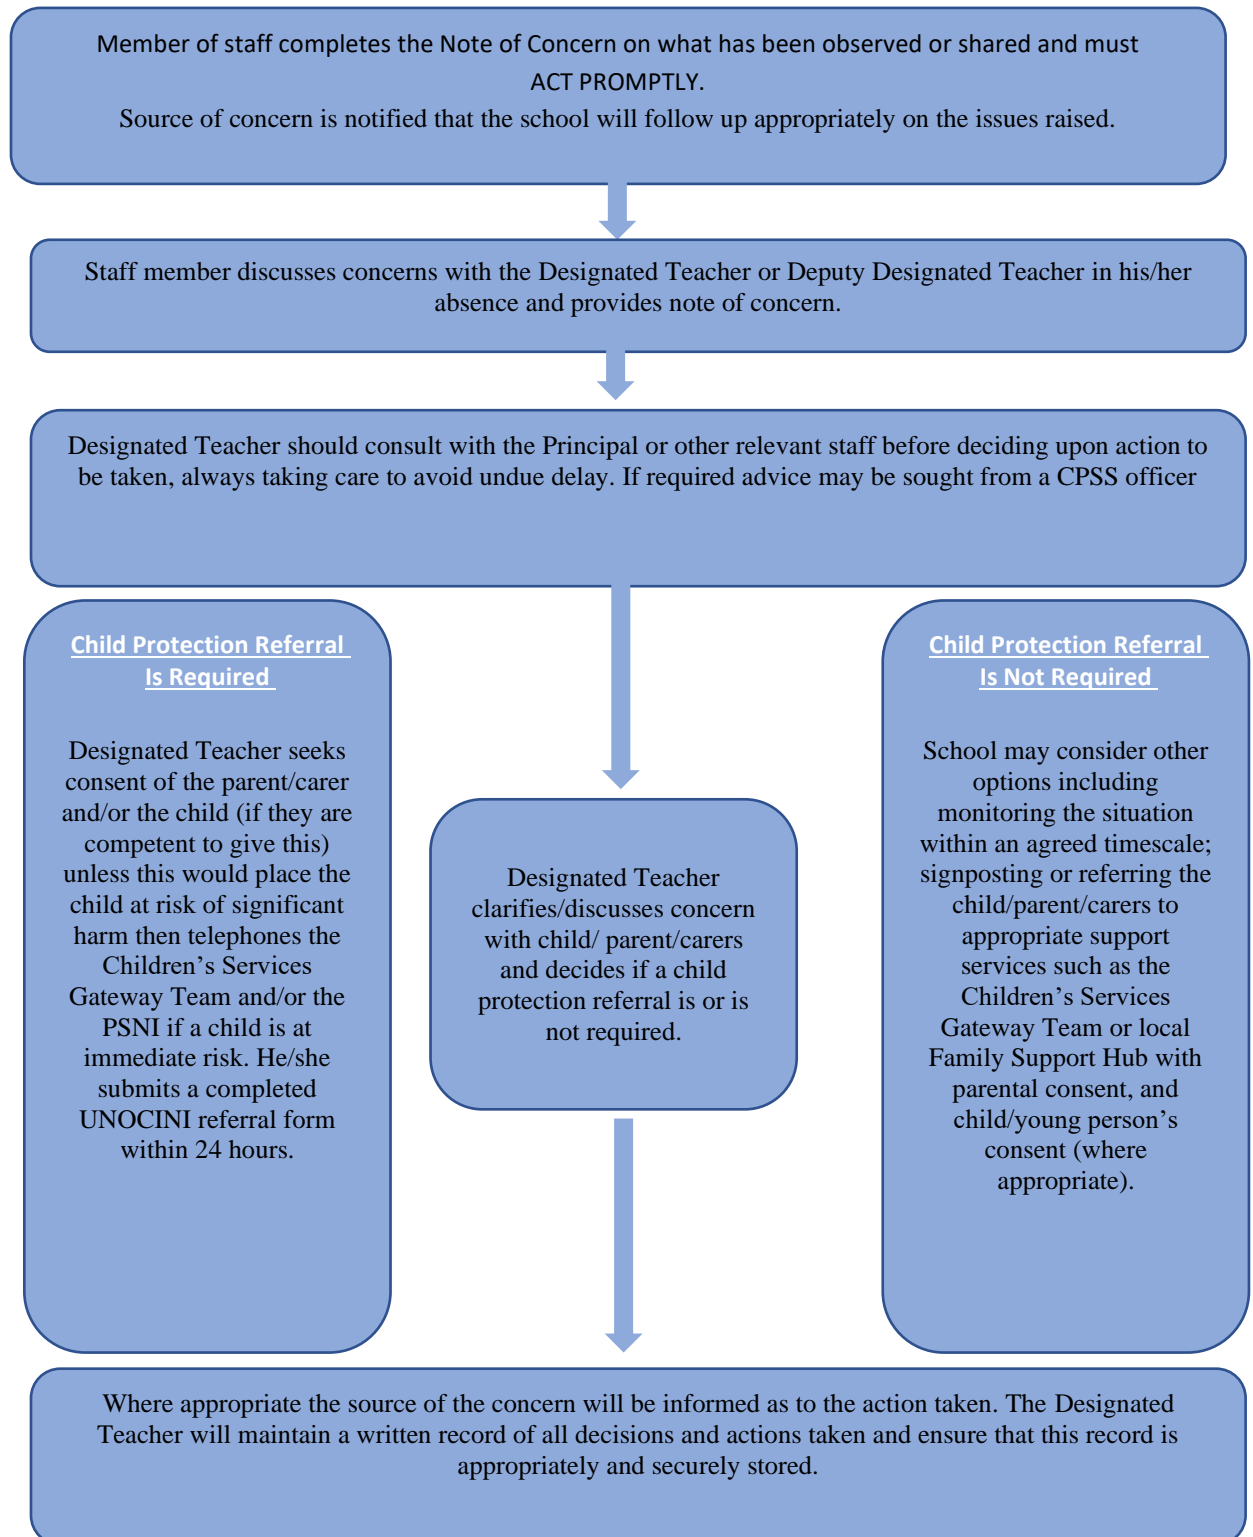 Member of staff completes the Note of Concern on what has been observed or shared and must
ACT PROMPTLY.
Source of concern is notified that the school will follow up appropriately on the issues raised.
Staff member discusses concerns with the Designated Teacher or Deputy Designated Teacher in his/her
absence and provides note of concern.
Designated Teacher should consult with the Principal or other relevant staff before deciding upon action to
be taken, always taking care to avoid undue delay. If required advice may be sought from a CPSS officer
Child Protection Referral
Is Required
Designated Teacher seeks
consent of the parent/carer
and/or the child (if they are
competent to give this)
unless this would place the
child at risk of significant
harm then telephones the
Children’s Services
Gateway Team and/or the
PSNI if a child is at
immediate risk. He/she
submits a completed
UNOCINI referral form
within 24 hours.
Designated Teacher
clarifies/discusses concern
with child/ parent/carers
and decides if a child
protection referral is or is
not required.
Child Protection Referral
Is Not Required
School may consider other
options including
monitoring the situation
within an agreed timescale;
signposting or referring the
child/parent/carers to
appropriate support
services such as the
Children’s Services
Gateway Team or local
Family Support Hub with
parental consent, and
child/young person’s
consent (where
appropriate).
Where appropriate the source of the concern will be informed as to the action taken. The Designated
Teacher will maintain a written record of all decisions and actions taken and ensure that this record is
appropriately and securely stored.